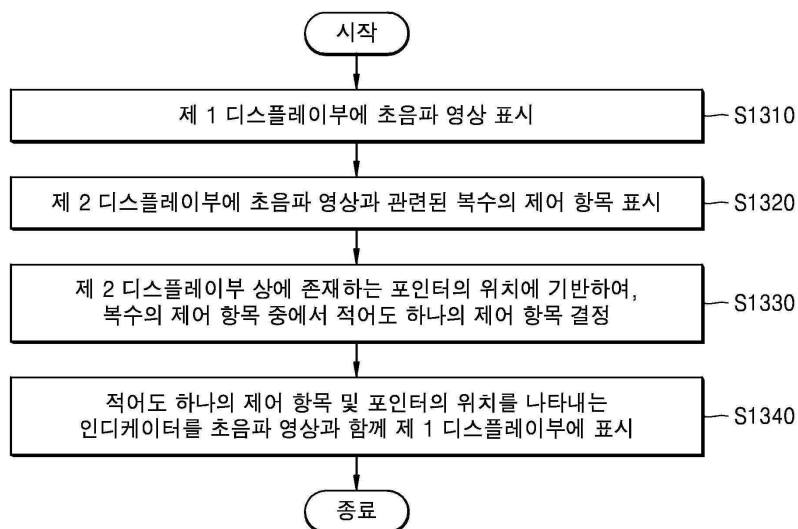 시작
제 1 디스플레이부에 초음파 영상 표시
S1310
제 2 디스플레이부에 초음파 영상과 관련된 복수의 제어 항목 표시
S1320
제 2 디스플레이부 상에 존재하는 포인터의 위치에 기반하여,
복수의 제어 항목 중에서 적어도 하나의 제어 항목 결정
S1330
적어도 하나의 제어 항목 및 포인터의 위치를 나타내는
인디케이터를 초음파 영상과 함께 제 1 디스플레이부에 표시
S1340
종료